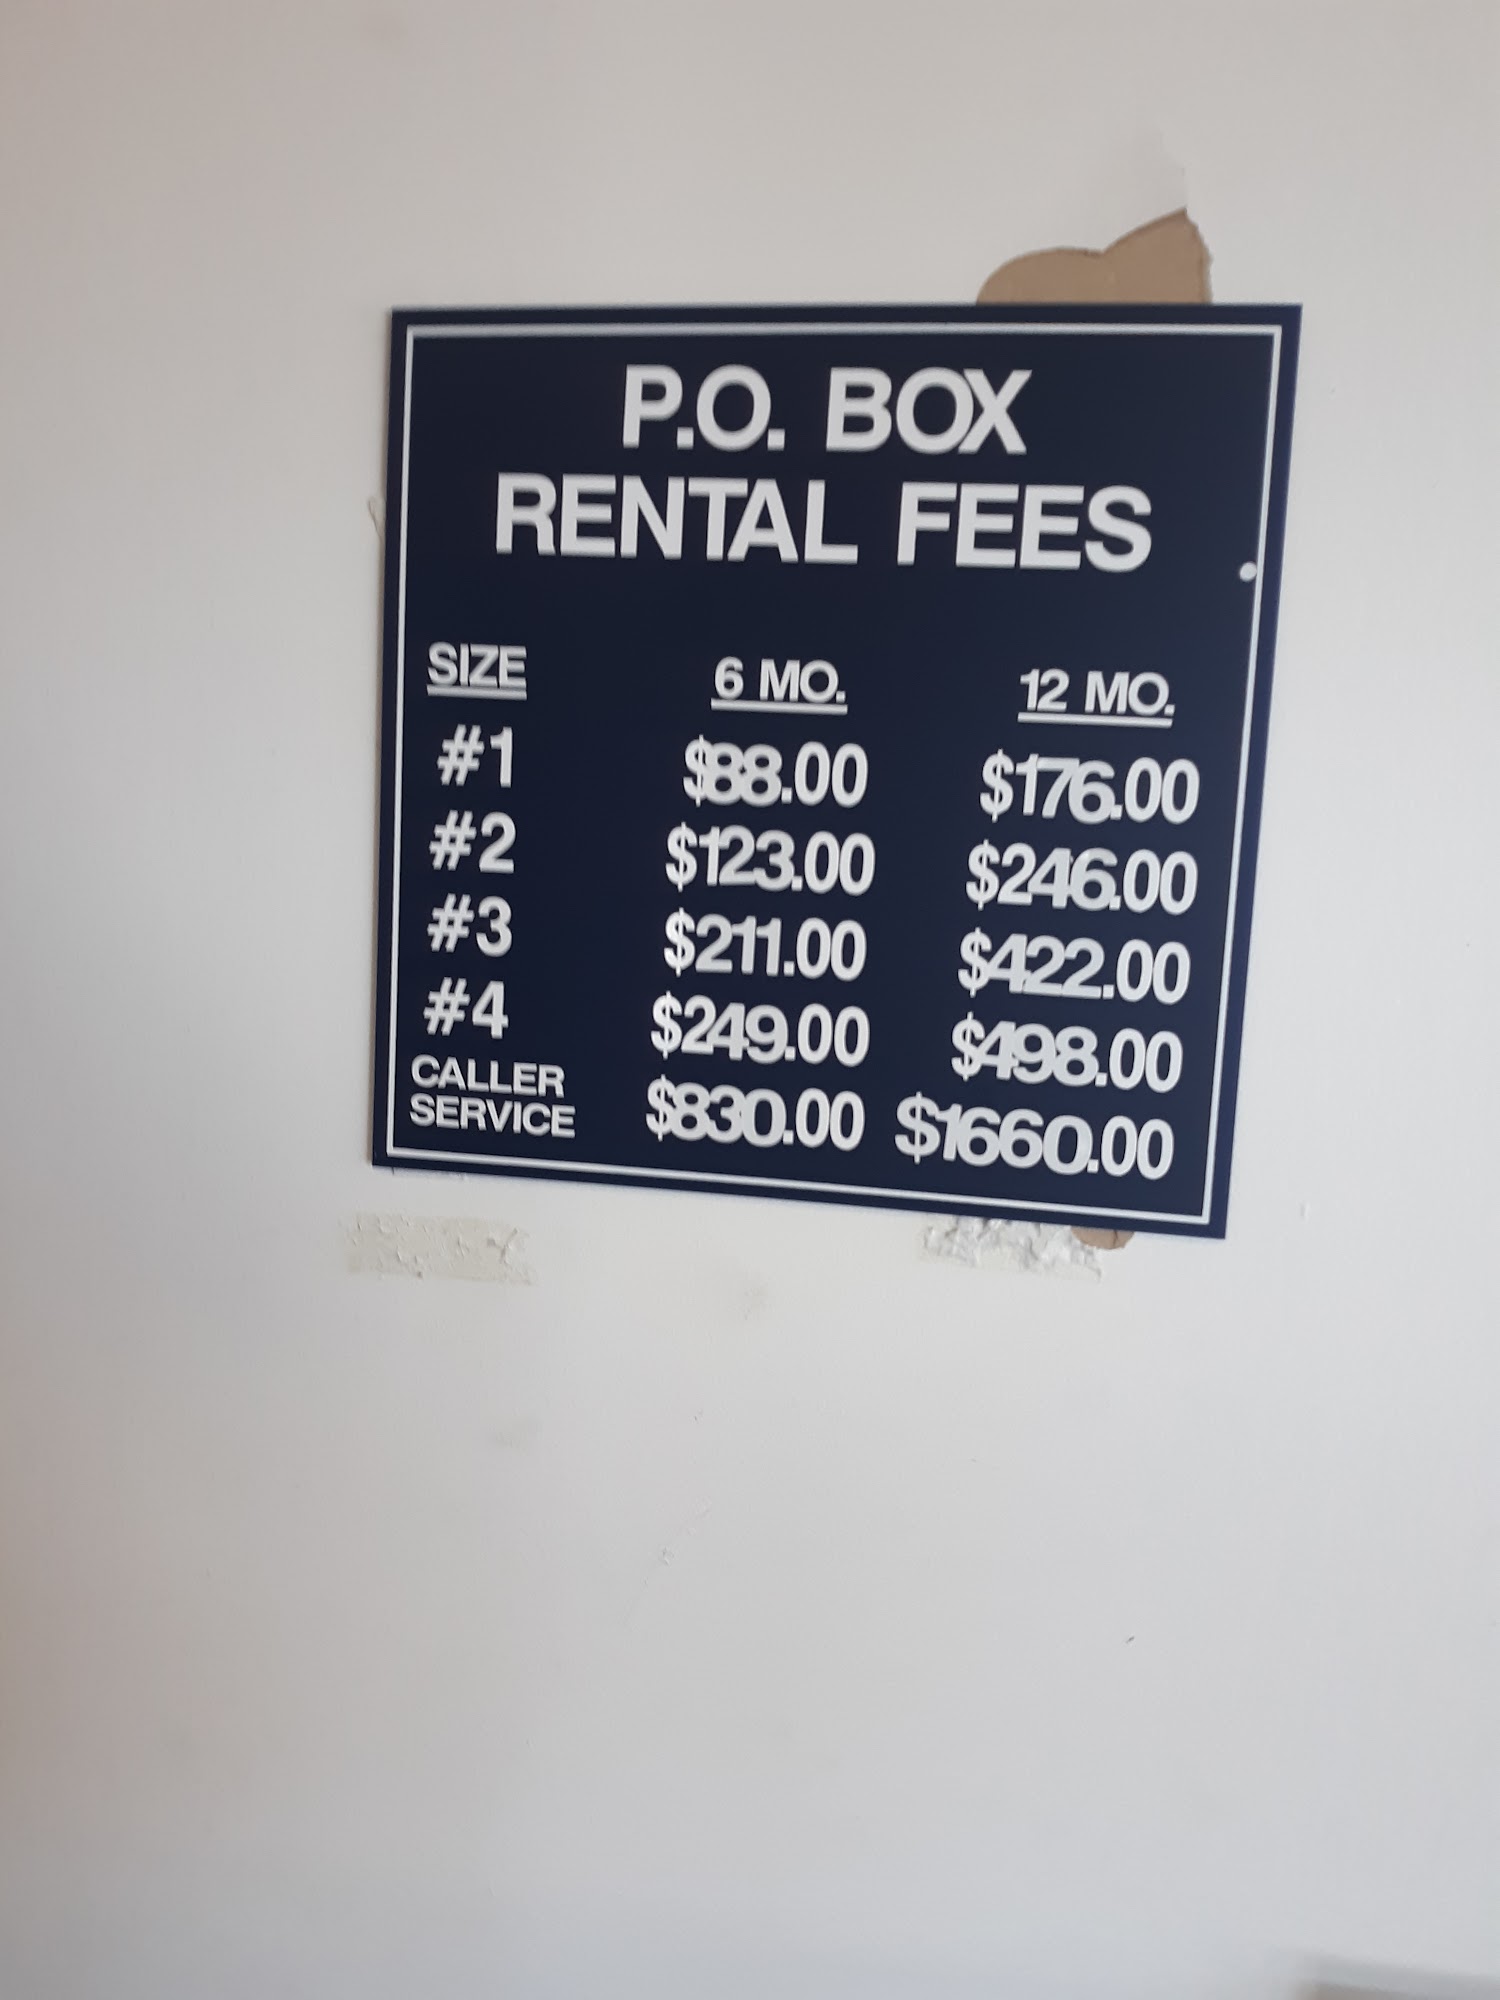 P.O. BOX
RENTAL FEES
SIZE 6 MO. 12 MO.
#1 $88.00 $176.00
#2 $123.00 $246.00
#3 $211.00 $422.00
#4 $249.00 $498.00
CALLER
SERVICE $830.00 $1660.00